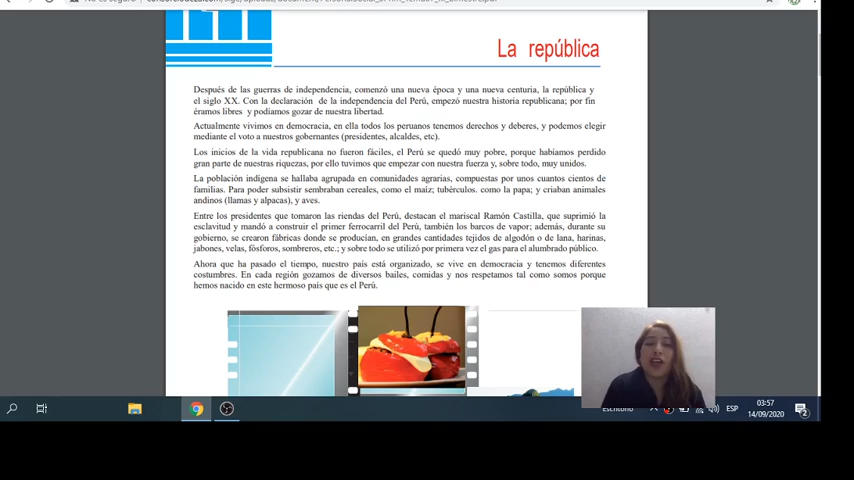 La república
Después de las guerras de independencia, comenzó una nueva época y una nueva centuria, la república y
el siglo XX. Con la declaración de la independencia del Perú, empezó nuestra historia republicana; por fin
éramos libres y podíamos gozar de nuestra libertad.
Actualmente vivimos en democracia, en ella todos los peruanos tenemos derechos y deberes, y podemos elegir
mediante el voto a nuestros gobernantes (presidentes, alcaldes, etc).
Los inicios de la vida republicana no fueron fáciles, el Perú se quedó muy pobre, porque habíamos perdido
gran parte de nuestras riquezas, por ello tuvimos que empezar con nuestra fuerza y, sobre todo, muy unidos.
La población indígena se hallaba agrupada en comunidades agrarias, compuestas por unos cuantos cientos de
familias. Para poder subsistir sembraban cereales, como el maíz; tubérculos. como la papa; y criaban animales
andinos (llamas y alpacas), y aves.
Entre los presidentes que tomaron las riendas del Perú, destacan el mariscal Ramón Castilla, que suprimió la
esclavitud y mandó a construir el primer ferrocarril del Perú, también los barcos de vapor; además, durante su
gobierno, se crearon fábricas donde se producían, en grandes cantidades tejidos de algodón o de lana, harinas,
jabones, velas, fósforos, sombreros, etc.; y sobre todo se utilizó por primera vez el gas para el alumbrado público.
Ahora que ha pasado el tiempo, nuestro país está organizado, se vive en democracia y tenemos diferentes
costumbres. En cada región gozamos de diversos bailes, comidas y nos respetamos tal como somos porque
hemos nacido en este hermoso país que es el Perú.
Escritorio
ESP
03:57
14/09/2020
2